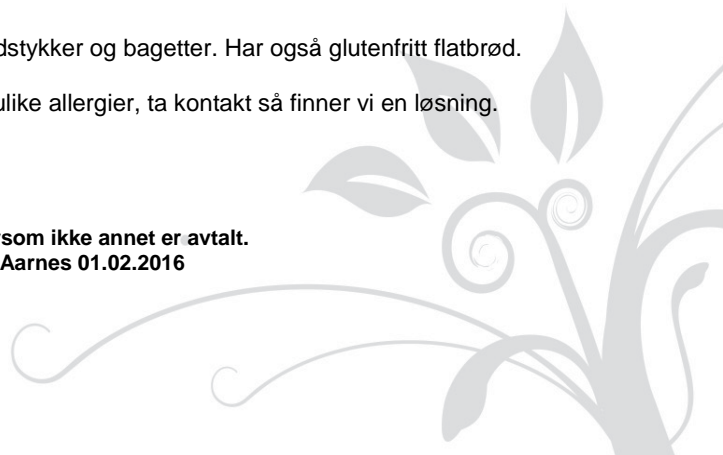 dstykker og bagetter. Har også glutenfritt flatbrød.
ulike allergier, ta kontakt så finner vi en løsning.
som ikke annet er avtalt.
Aarnes 01.02.2016